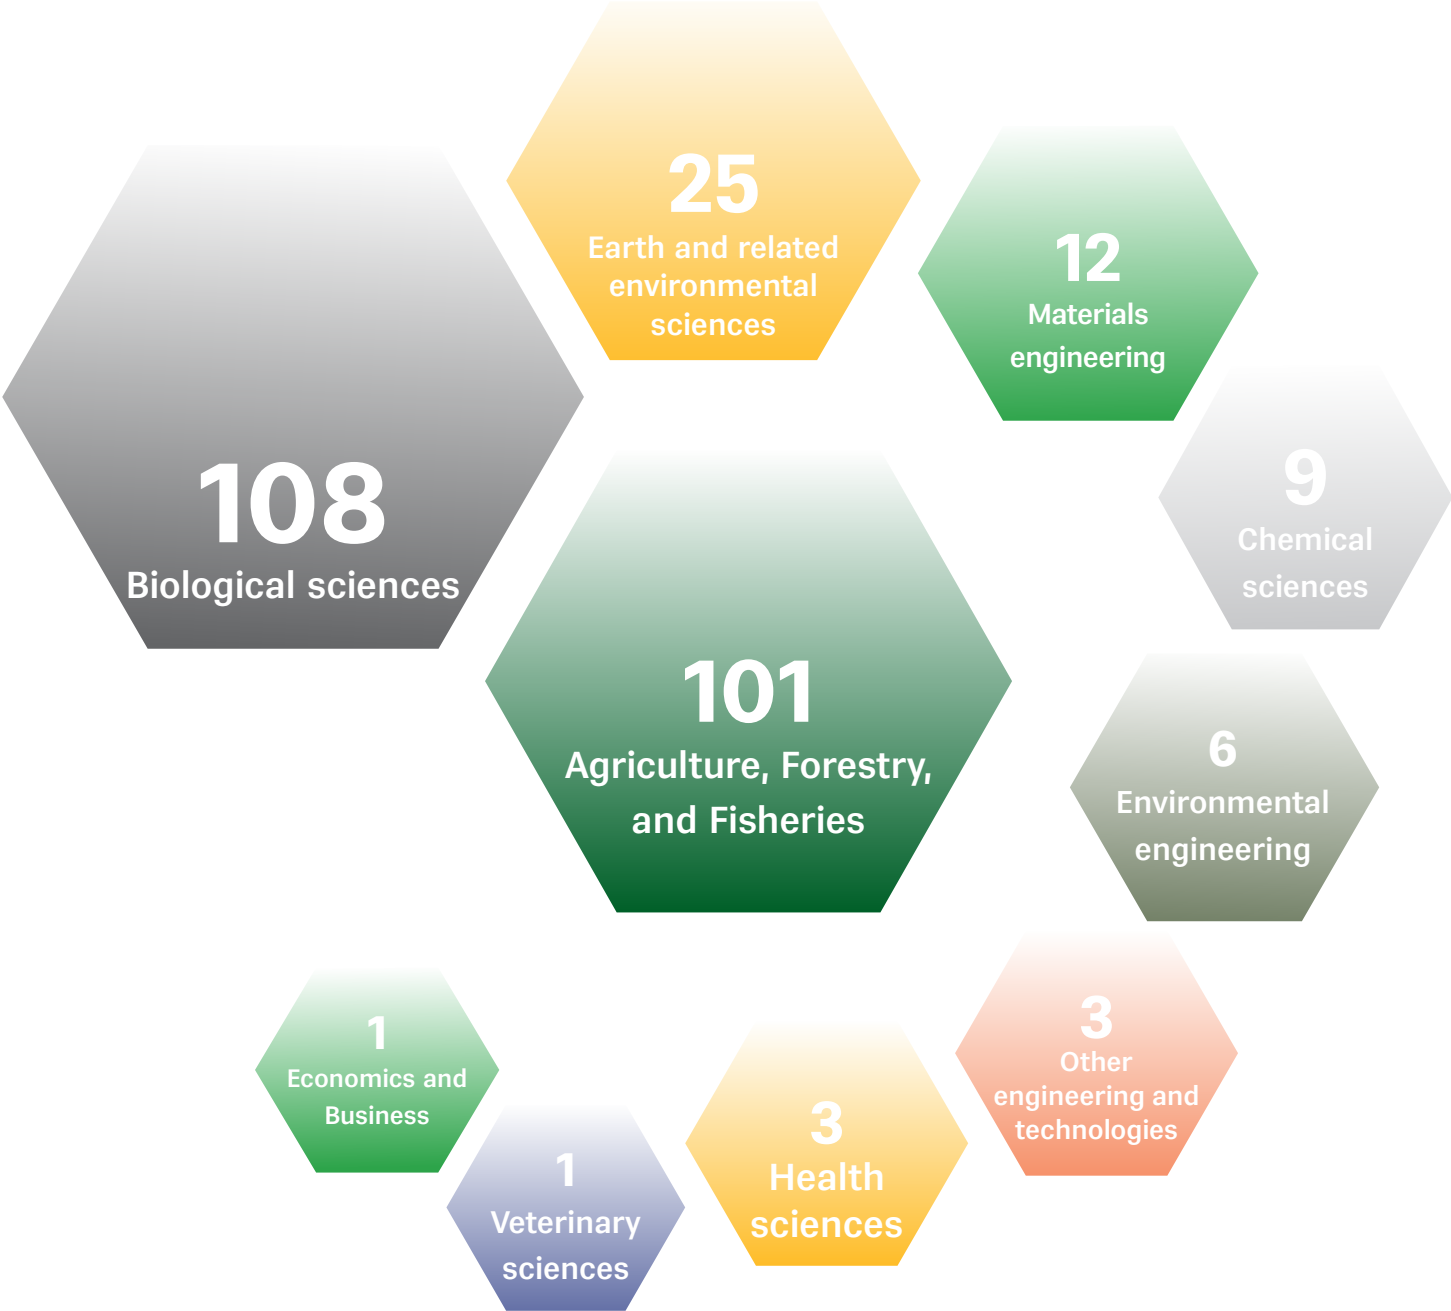 25
Earth and related
environmental
sciences
12
Materials
engineering
108
Biological sciences
9
Chemical
sciences
101
Agriculture, Forestry,
and Fisheries
6
Environmental
engineering
3
Other
engineering and
technologies
1
Economics and
Business
3
Health
sciences
1
Veterinary
sciences